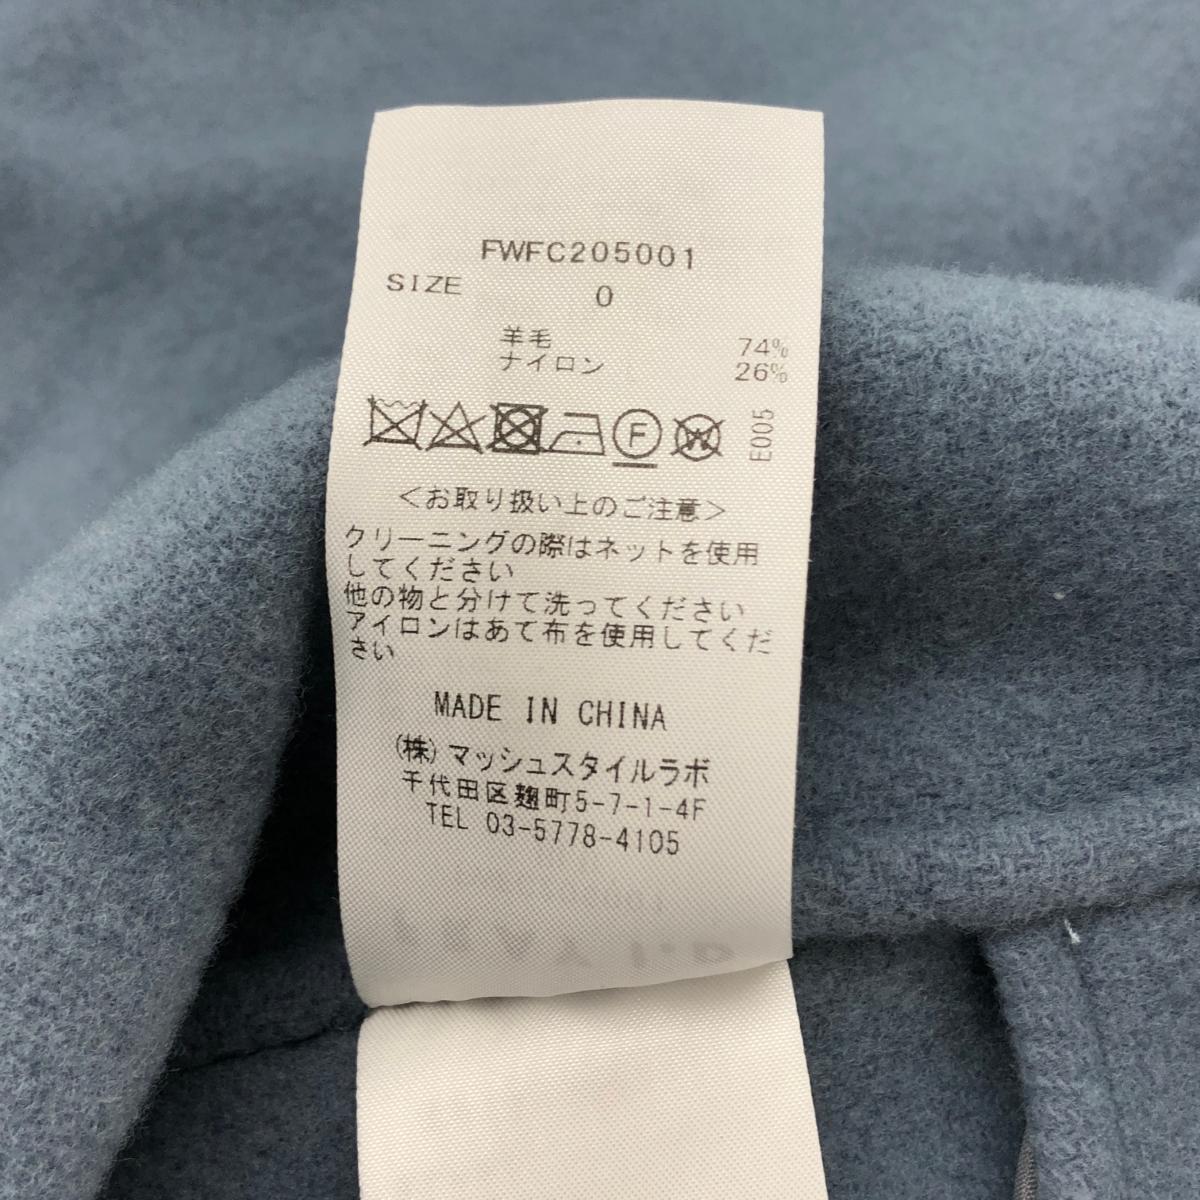 FWFC205001
SIZE 0
羊毛 74%
ナイロン 26%
F W E005
＜お取り扱い上のご注意＞
クリーニングの際はネットを使用
してください
他の物と分けて洗ってください
アイロンはあて布を使用してくだ
さい
MADE IN CHINA
(株)マッシュスタイルラボ
千代田区麹町5-7-1-4F
TEL 03-5778-4105